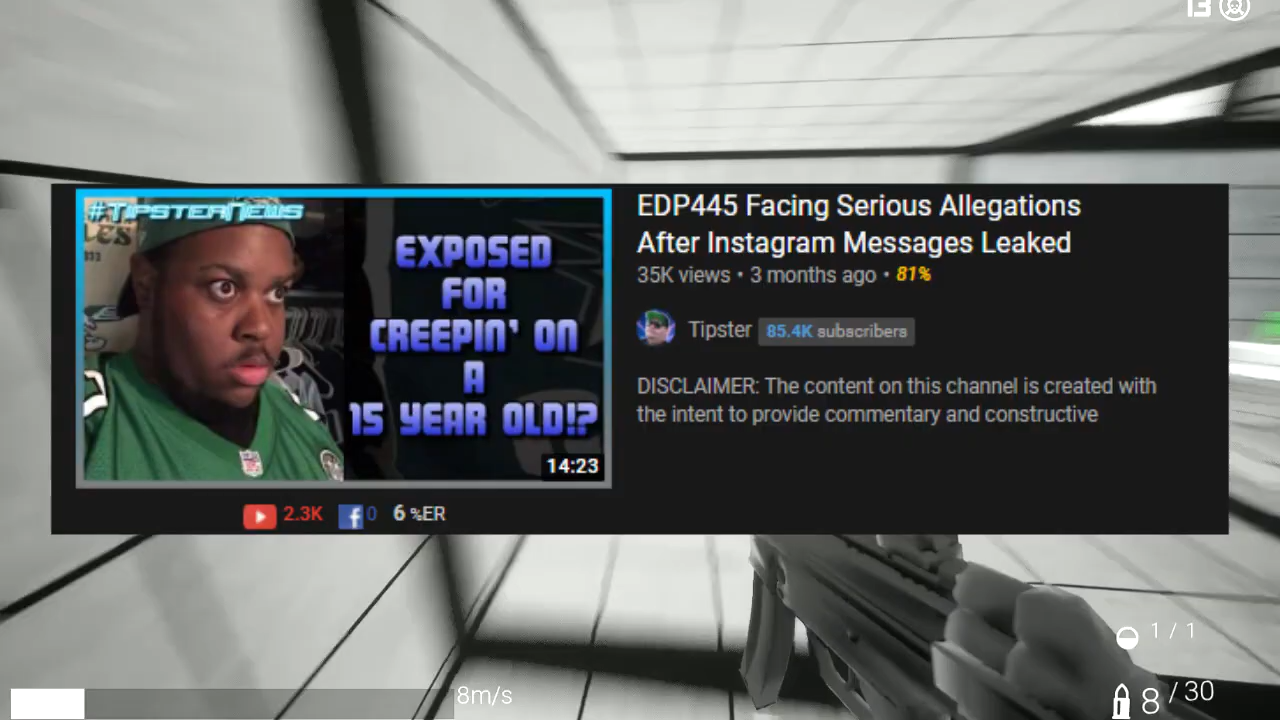 13
#TIPSTERNEWS
LES
EXPOSED
FOR
CREEPIN' ON
A
15 YEAR OLD!?
14:23
EDP445 Facing Serious Allegations
After Instagram Messages Leaked
35K views • 3 months ago • 81%
Tipster 85.4K subscribers
DISCLAIMER: The content on this channel is created with
the intent to provide commentary and constructive
2.3K 0 6 %ER
1 / 1
8m/s
8 / 30